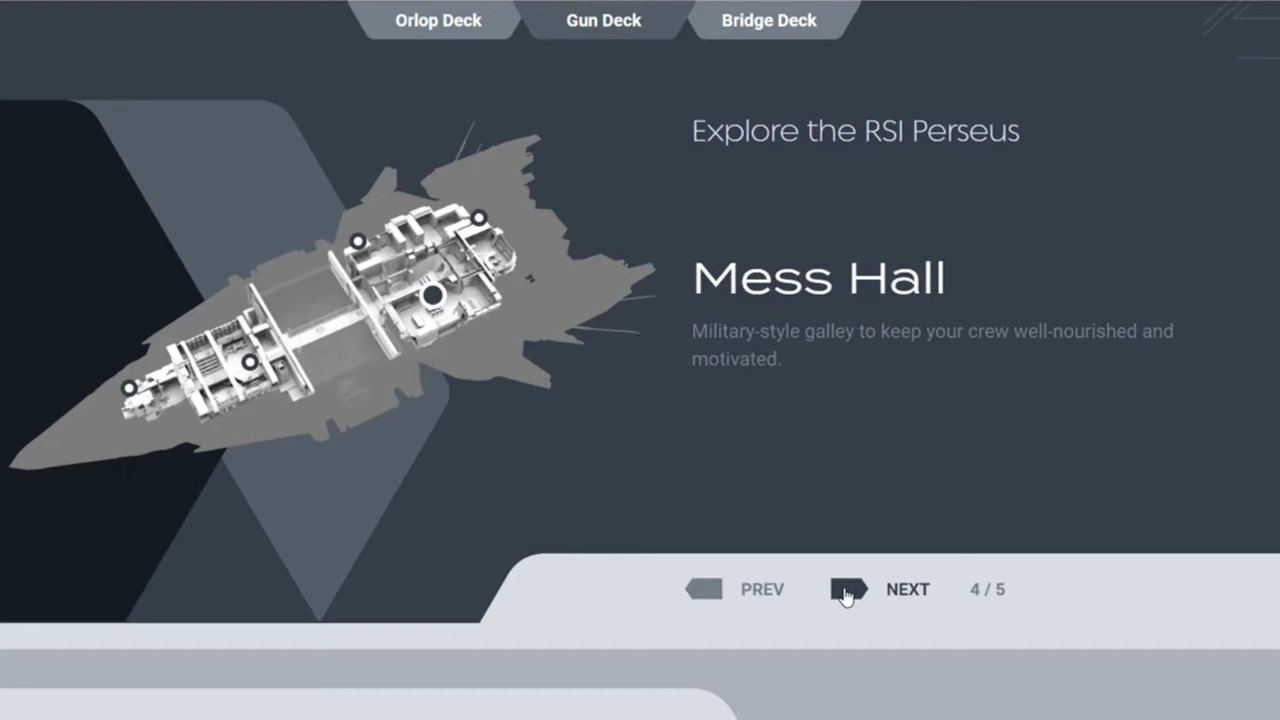 Orlop Deck
Gun Deck
Bridge Deck
Explore the RSI Perseus
Mess Hall
Military-style galley to keep your crew well-nourished and
motivated.
PREV
NEXT
4 / 5